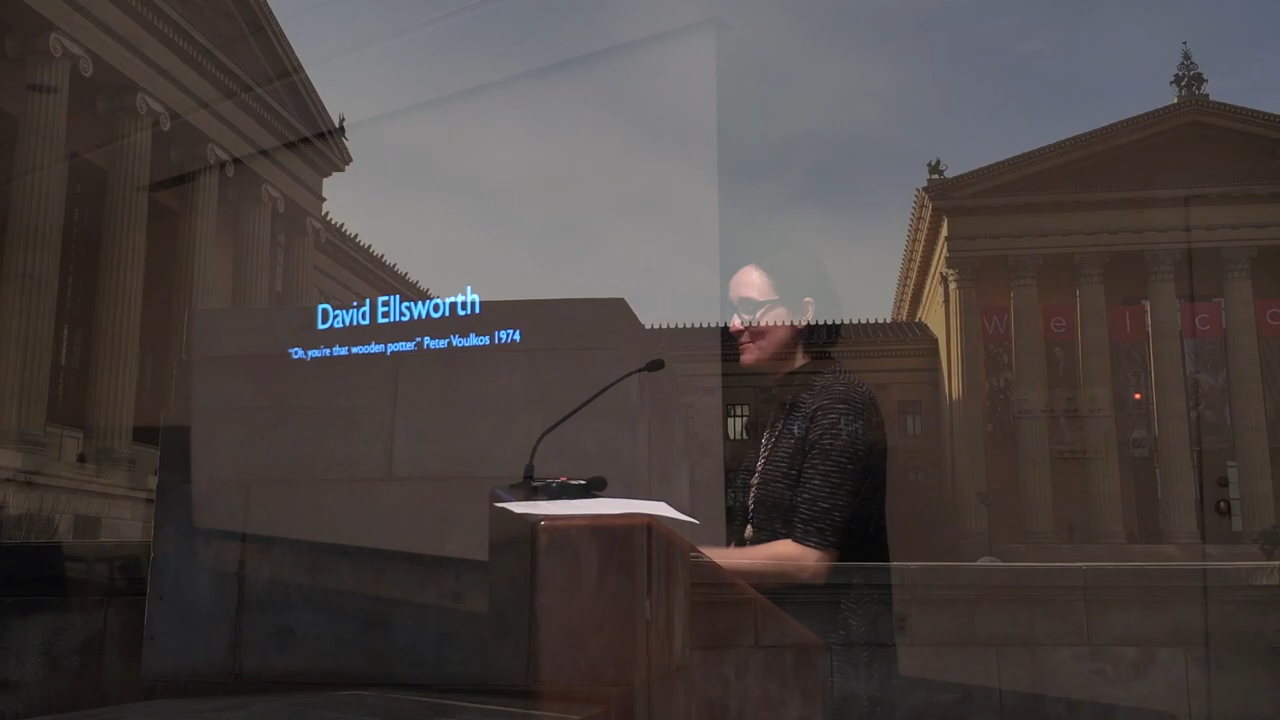 David Ellsworth
"Oh, you're that wooden potter." Peter Voulkos 1974
W e l c